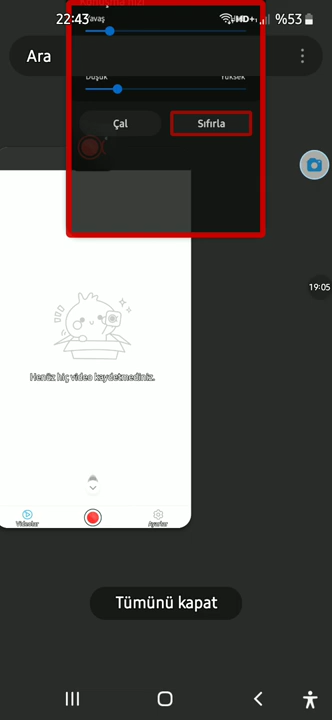 22:43
HD+
%53
Yavaş
Ara
Düşük
Yüksek
Çal
Sıfırla
19:05
Henüz hiç video kaydetmediniz.
Videolar
Ayarlar
Tümünü kapat